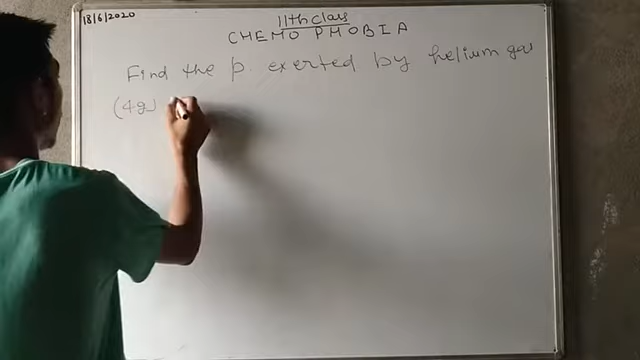 18/6/2020
11th class
CHEMO PHOBIA
Find the p. exerted by helium gas
(4g)